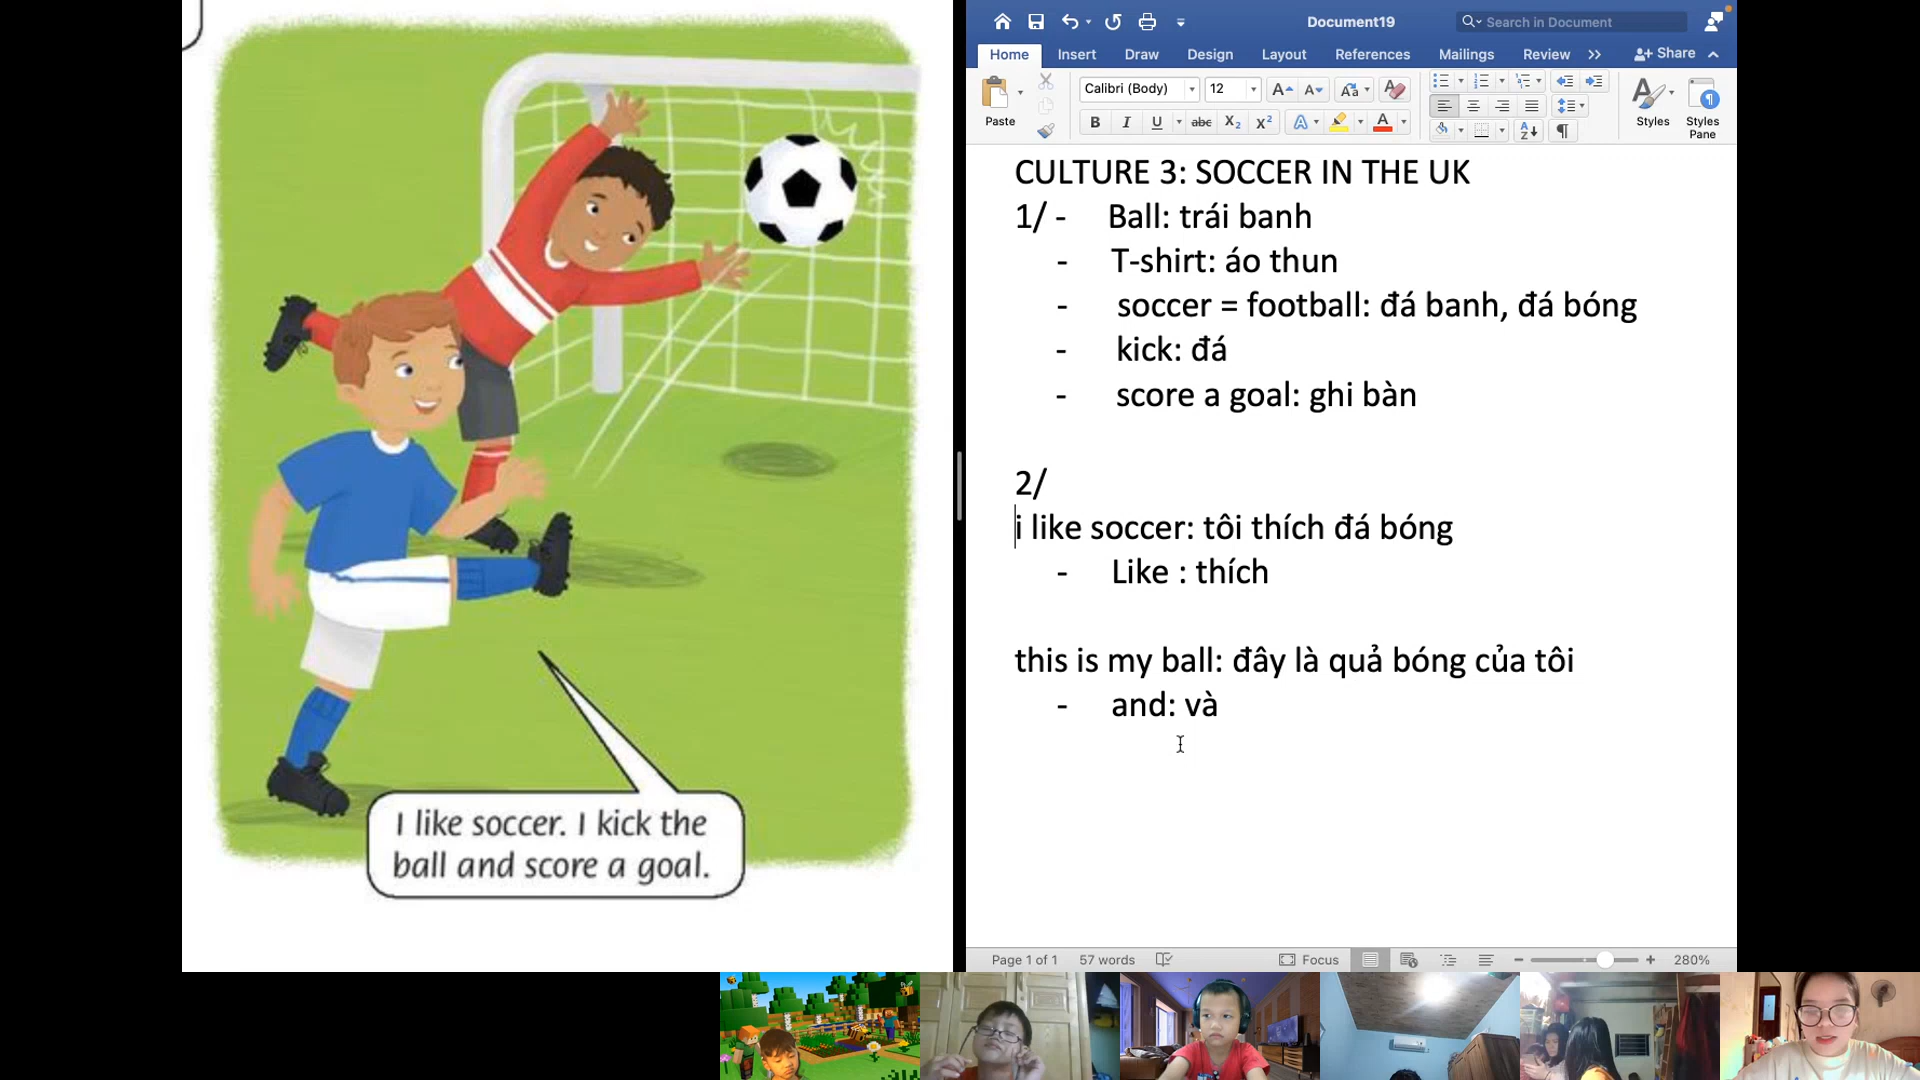 I like soccer. I kick the
ball and score a goal.
Document19
Search in Document
Home Insert Draw Design Layout References Mailings Review >> Share
Paste
Calibri (Body) 12
Styles
Styles Pane
CULTURE 3: SOCCER IN THE UK
1/ - Ball: trái banh
- T-shirt: áo thun
- soccer = football: đá banh, đá bóng
- kick: đá
- score a goal: ghi bàn
2/
i like soccer: tôi thích đá bóng
- Like : thích
this is my ball: đây là quả bóng của tôi
- and: và
Page 1 of 1 57 words Focus 280%